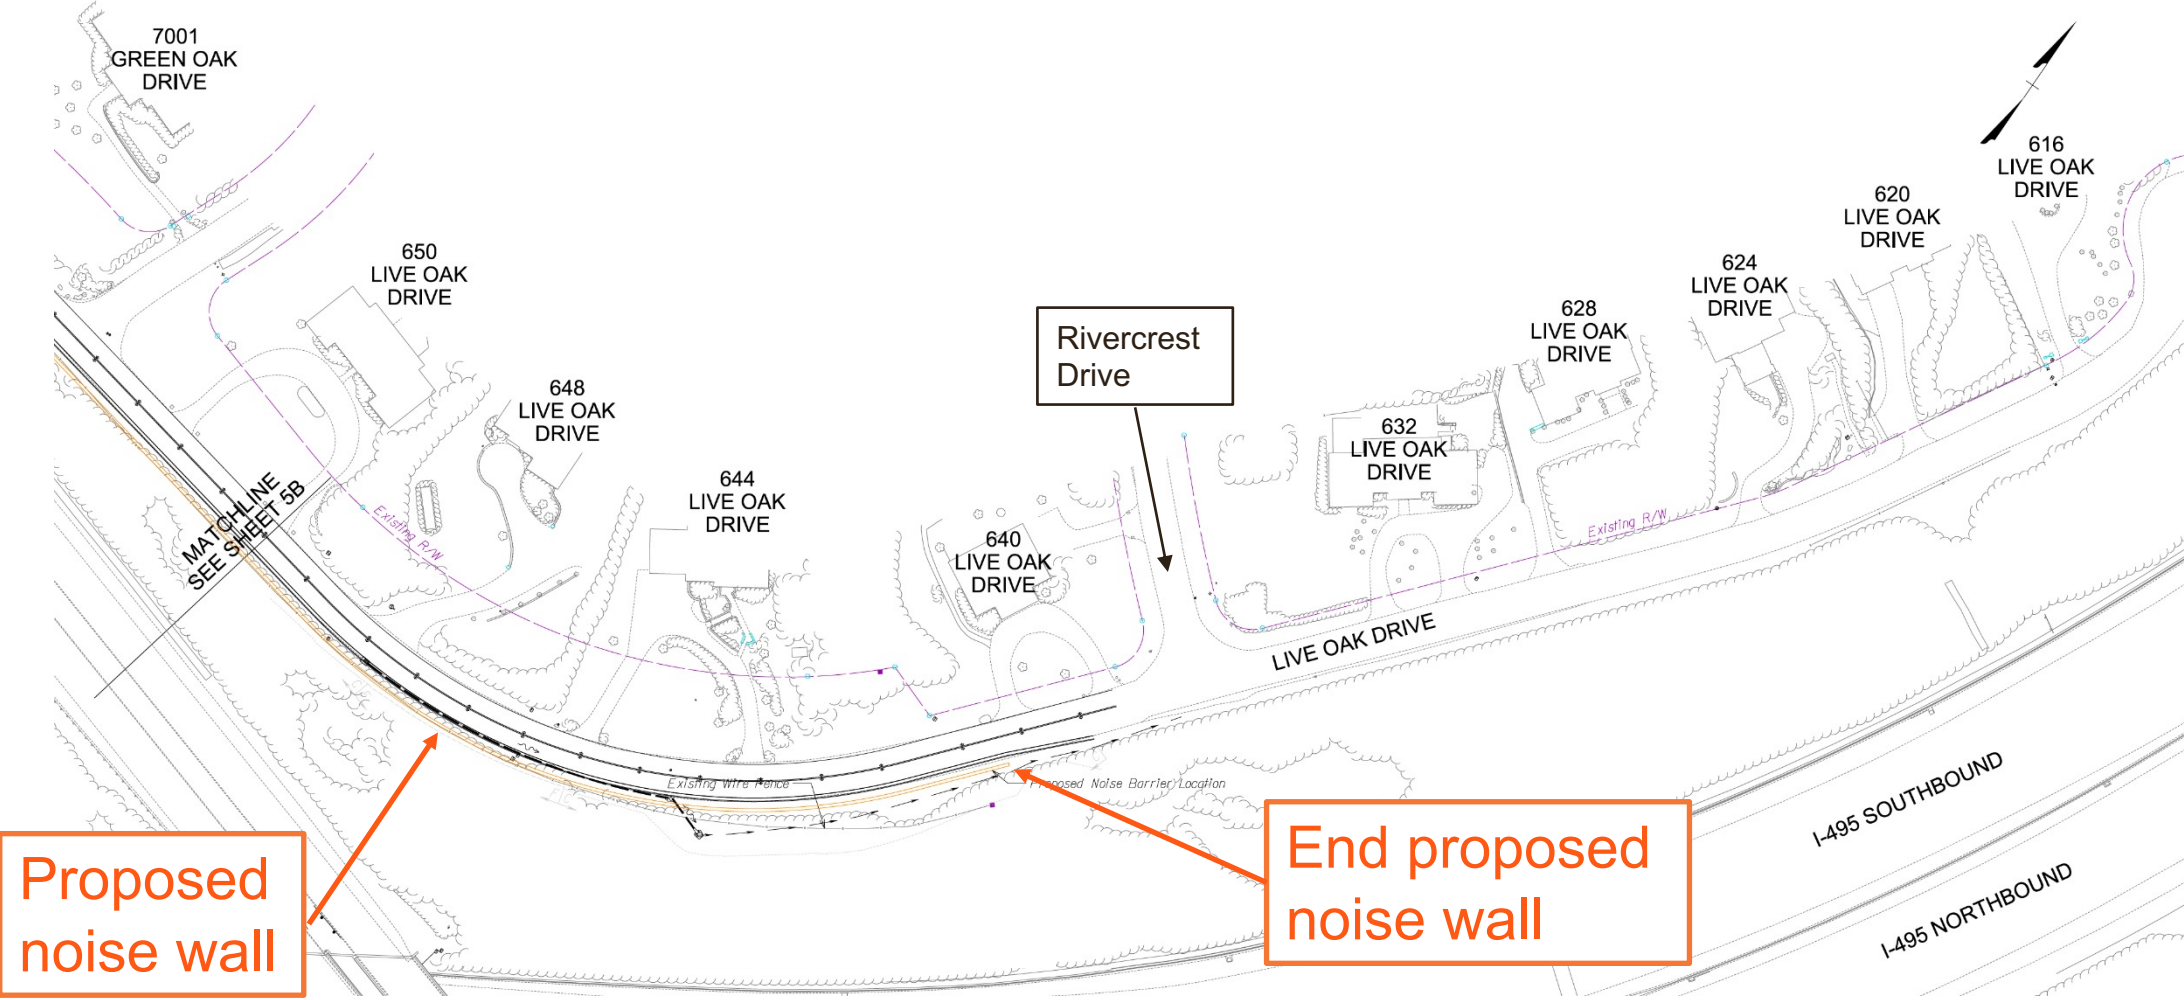 7001
GREEN OAK
DRIVE
616
LIVE OAK
DRIVE
620
LIVE OAK
DRIVE
650
LIVE OAK
DRIVE
624
LIVE OAK
DRIVE
628
LIVE OAK
DRIVE
Rivercrest
Drive
648
LIVE OAK
DRIVE
632
LIVE OAK
DRIVE
644
LIVE OAK
DRIVE
MATCHLINE
SEE SHEET 5B
Existing R/W
Existing R/W
640
LIVE OAK
DRIVE
LIVE OAK DRIVE
Existing Wire Fence
Proposed Noise Barrier Location
I-495 SOUTHBOUND
I-495 NORTHBOUND
Proposed
noise wall
End proposed
noise wall